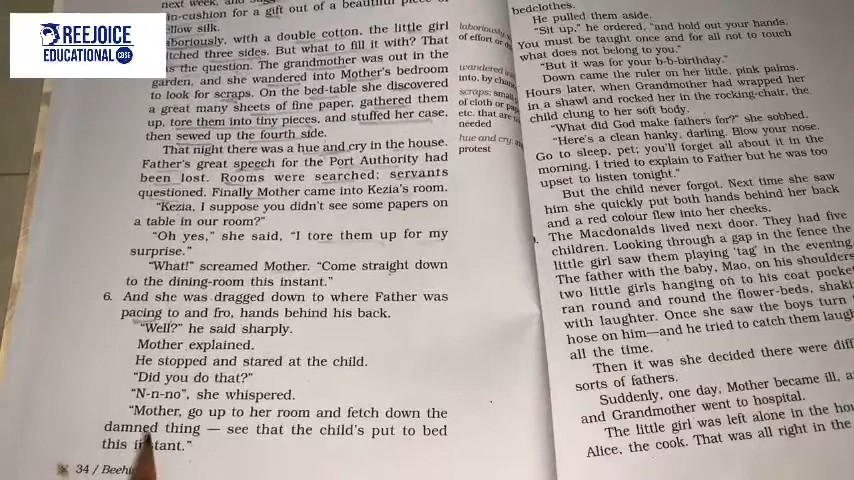 REEJOICE
EDUCATIONAL CBSE
next week, and
pin-cushion for a gift out of a beautiful piece of
yellow silk.
Laboriously, with a double cotton, the little girl
stitched three sides. But what to fill it with? That
was the question. The grandmother was out in the
garden, and she wandered into Mother's bedroom
to look for scraps. On the bed-table she discovered
a great many sheets of fine paper, gathered them
up, tore them into tiny pieces, and stuffed her case,
then sewed up the fourth side.
That night there was a hue and cry in the house.
Father's great speech for the Port Authority had
been lost. Rooms were searched; servants
questioned. Finally Mother came into Kezia's room.
"Kezia, I suppose you didn't see some papers on
a table in our room?"
"Oh yes," she said, "I tore them up for my
surprise."
"What!" screamed Mother. "Come straight down
to the dining-room this instant."
6. And she was dragged down to where Father was
pacing to and fro, hands behind his back.
"Well?" he said sharply.
Mother explained.
He stopped and stared at the child.
"Did you do that?"
"N-n-no", she whispered.
"Mother, go up to her room and fetch down the
damned thing — see that the child's put to bed
this instant."
34 / Beehi
laboriously
of effort or
wandered
into, by chan
scraps: small
of cloth or pa
etc. that are
needed
hue and cry:
protest
bedclothes.
He pulled them aside.
"Sit up," he ordered, "and hold out your hands.
You must be taught once and for all not to touch
what does not belong to you."
"But it was for your b-b-birthday."
Down came the ruler on her little, pink palms.
Hours later, when Grandmother had wrapped her
in a shawl and rocked her in the rocking-chair, the
child clung to her soft body.
"What did God make fathers for?" she sobbed.
"Here's a clean hanky, darling. Blow your nose.
Go to sleep, pet; you'll forget all about it in the
morning. I tried to explain to Father but he was too
upset to listen tonight."
But the child never forgot. Next time she saw
him she quickly put both hands behind her back
and a red colour flew into her cheeks.
The Macdonalds lived next door. They had five
children. Looking through a gap in the fence the
little girl saw them playing 'tag' in the evening
The father with the baby, Mao, on his shoulders
two little girls hanging on to his coat pocke
ran round and round the flower-beds, shaki
with laughter. Once she saw the boys turn
hose on him—and he tried to catch them laugh
all the time.
Then it was she decided there were diff
sorts of fathers.
Suddenly, one day, Mother became ill, a
and Grandmother went to hospital.
The little girl was left alone in the hou
Alice, the cook. That was all right in the